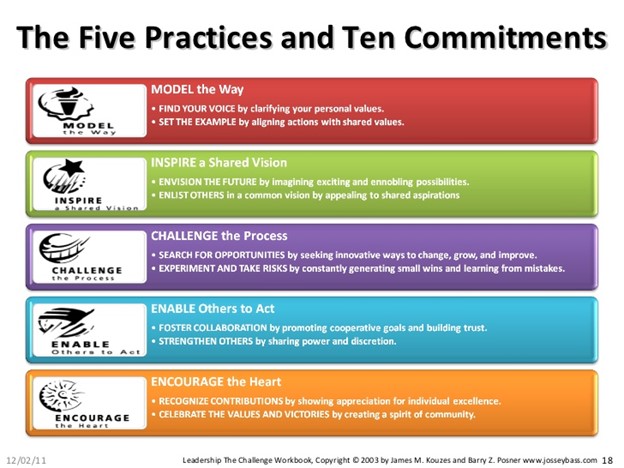 The Five Practices and Ten Commitments
MODEL the Way
• FIND YOUR VOICE by clarifying your personal values.
• SET THE EXAMPLE by aligning actions with shared values.
MODEL
the Way
INSPIRE a Shared Vision
• ENVISION THE FUTURE by imagining exciting and ennobling possibilities.
• ENLIST OTHERS in a common vision by appealing to shared aspirations
INSPIRE
a Shared Vision
CHALLENGE the Process
• SEARCH FOR OPPORTUNITIES by seeking innovative ways to change, grow, and improve.
• EXPERIMENT AND TAKE RISKS by constantly generating small wins and learning from mistakes.
CHALLENGE
the Process
ENABLE Others to Act
• FOSTER COLLABORATION by promoting cooperative goals and building trust.
• STRENGTHEN OTHERS by sharing power and discretion.
ENABLE
Others to Act
ENCOURAGE the Heart
• RECOGNIZE CONTRIBUTIONS by showing appreciation for individual excellence.
• CELEBRATE THE VALUES AND VICTORIES by creating a spirit of community.
ENCOURAGE
the Heart
12/02/11
Leadership The Challenge Workbook, Copyright © 2003 by James M. Kouzes and Barry Z. Posner www.josseybass.com 18